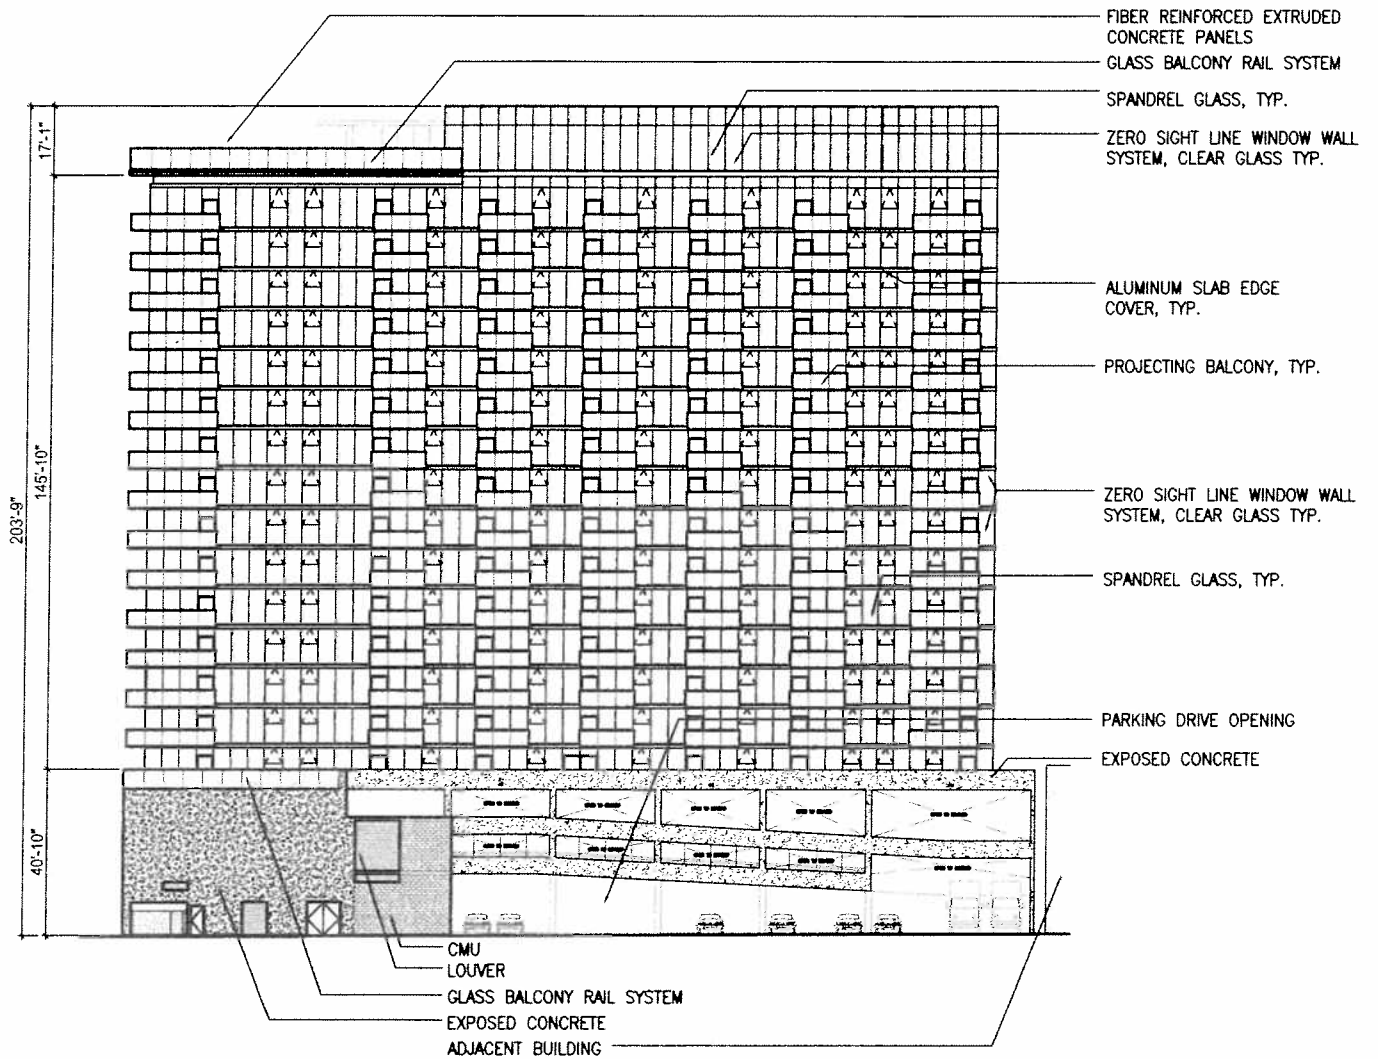 FIBER REINFORCED EXTRUDED
CONCRETE PANELS
GLASS BALCONY RAIL SYSTEM
SPANDREL GLASS, TYP.
ZERO SIGHT LINE WINDOW WALL
SYSTEM, CLEAR GLASS TYP.
17'-1"
ALUMINUM SLAB EDGE
COVER, TYP.
PROJECTING BALCONY, TYP.
145'-10"
203'-9"
ZERO SIGHT LINE WINDOW WALL
SYSTEM, CLEAR GLASS TYP.
SPANDREL GLASS, TYP.
PARKING DRIVE OPENING
EXPOSED CONCRETE
40'-10"
CMU
LOUVER
GLASS BALCONY RAIL SYSTEM
EXPOSED CONCRETE
ADJACENT BUILDING